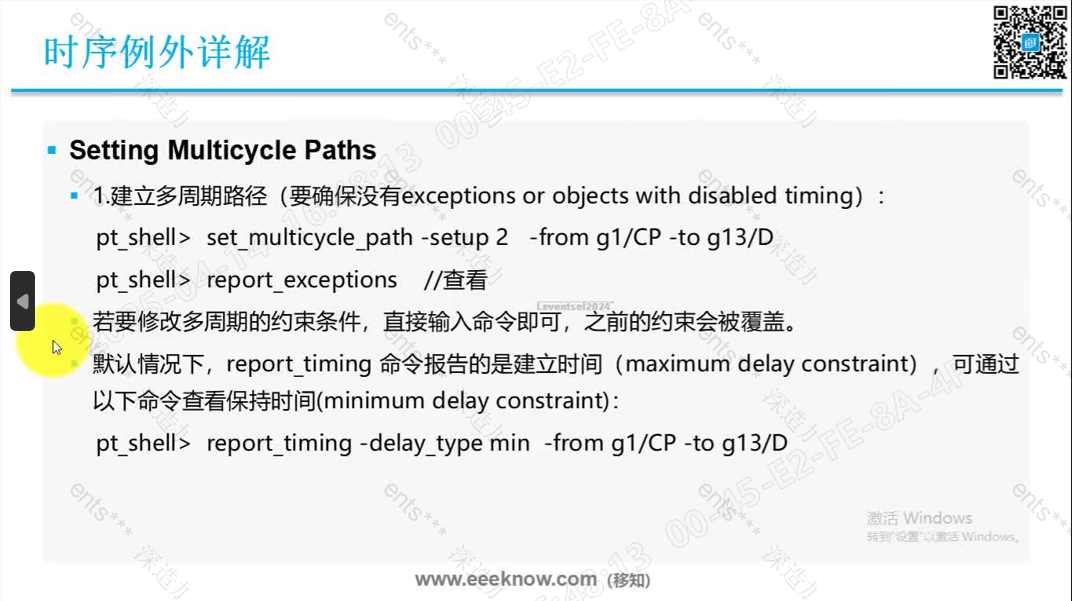 时序例外详解
Setting Multicycle Paths
1.建立多周期路径（要确保没有exceptions or objects with disabled timing）:
pt_shell> set_multicycle_path -setup 2 -from g1/CP -to g13/D
pt_shell> report_exceptions //查看
Leventsei2024
若要修改多周期的约束条件，直接输入命令即可，之前的约束会被覆盖。
默认情况下，report_timing 命令报告的是建立时间（maximum delay constraint），可通过
以下命令查看保持时间(minimum delay constraint):
pt_shell> report_timing -delay_type min -from g1/CP -to g13/D
激活 Windows
转到"设置"以激活 Windows。
www.eeeknow.com（移知）